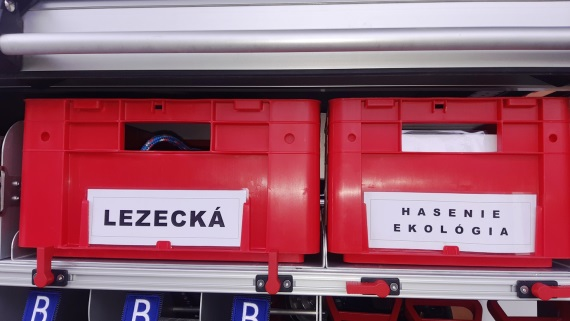 LEZECKÁ
HASENIE
EKOLÓGIA
B B B